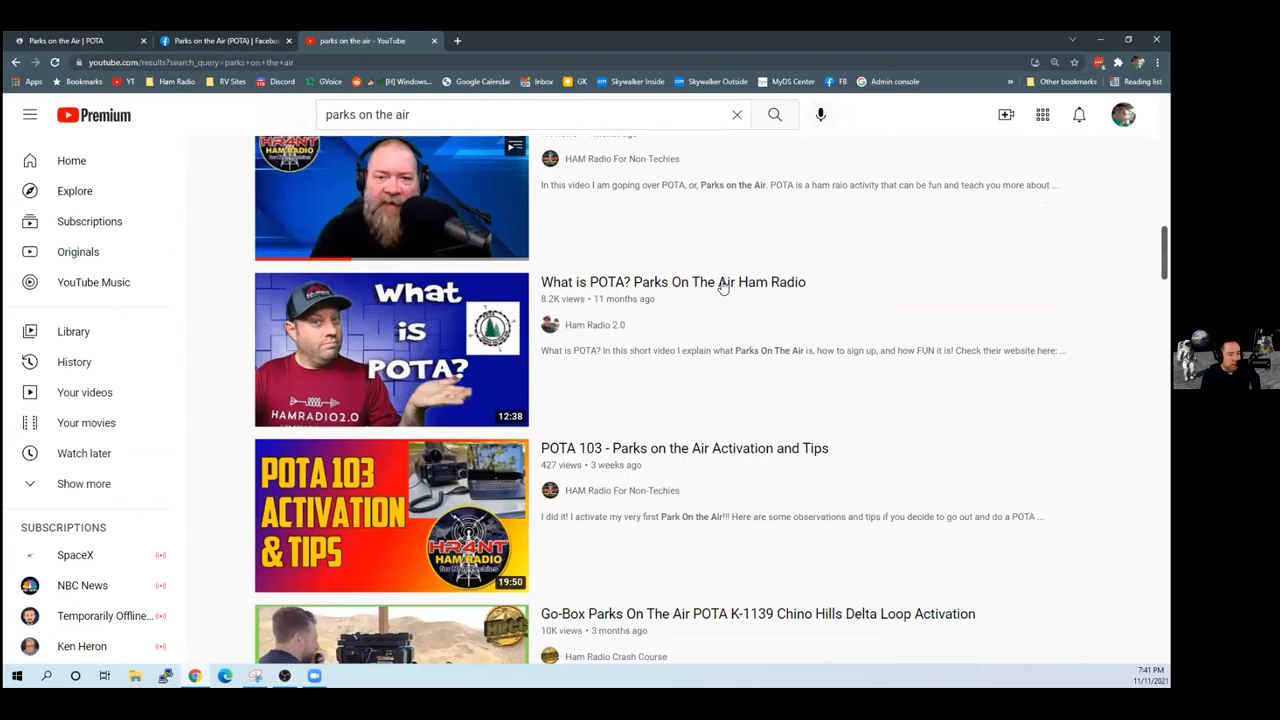 Parks on the Air | POTA
Parks on the Air (POTA) | Faceboo
parks on the air - YouTube
youtube.com/results?search_query=parks+on+the+air
Apps
Bookmarks
YT
Ham Radio
RV Sites
Discord
GVoice
[H] Windows...
Google Calendar
Inbox
GK
Skywalker Inside
Skywalker Outside
MyDS Center
FB
Admin console
Other bookmarks
Reading list
Premium
parks on the air
Home
Explore
Subscriptions
Originals
YouTube Music
Library
History
Your videos
Your movies
Watch later
Show more
SUBSCRIPTIONS
SpaceX
NBC News
Temporarily Offline...
Ken Heron
HAM RADIO
HAM Radio For Non-Techies
In this video I am goping over POTA, or, Parks on the Air. POTA is a ham raio activity that can be fun and teach you more about ...
What is POTA?
HAMRADIO2.0
12:38
What is POTA? Parks On The Air Ham Radio
8.2K views • 11 months ago
Ham Radio 2.0
What is POTA? In this short video I explain what Parks On The Air is, how to sign up, and how FUN it is! Check their website here: ...
POTA 103
ACTIVATION
& TIPS
HR4NT
HAM RADIO
for Non-Techies
19:50
POTA 103 - Parks on the Air Activation and Tips
427 views • 3 weeks ago
HAM Radio For Non-Techies
I did it! I activate my very first Park On the Air!!! Here are some observations and tips if you decide to go out and do a POTA ...
Go-Box Parks On The Air POTA K-1139 Chino Hills Delta Loop Activation
10K views • 3 months ago
Ham Radio Crash Course
7:41 PM
11/11/2021